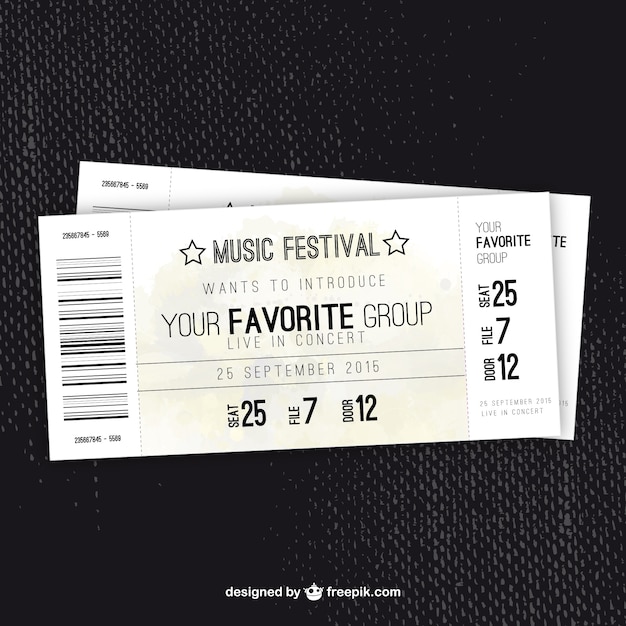 235667845 - 5569
235667845 - 5569
MUSIC FESTIVAL
WANTS TO INTRODUCE
YOUR FAVORITE GROUP
LIVE IN CONCERT
25 SEPTEMBER 2015
SEAT 25 FILE 7 DOOR 12
235667845 - 5569
YOUR
FAVORITE
GROUP
SEAT 25
FILE 7
DOOR 12
25 SEPTEMBER 2015
LIVE IN CONCERT
designed by freepik.com